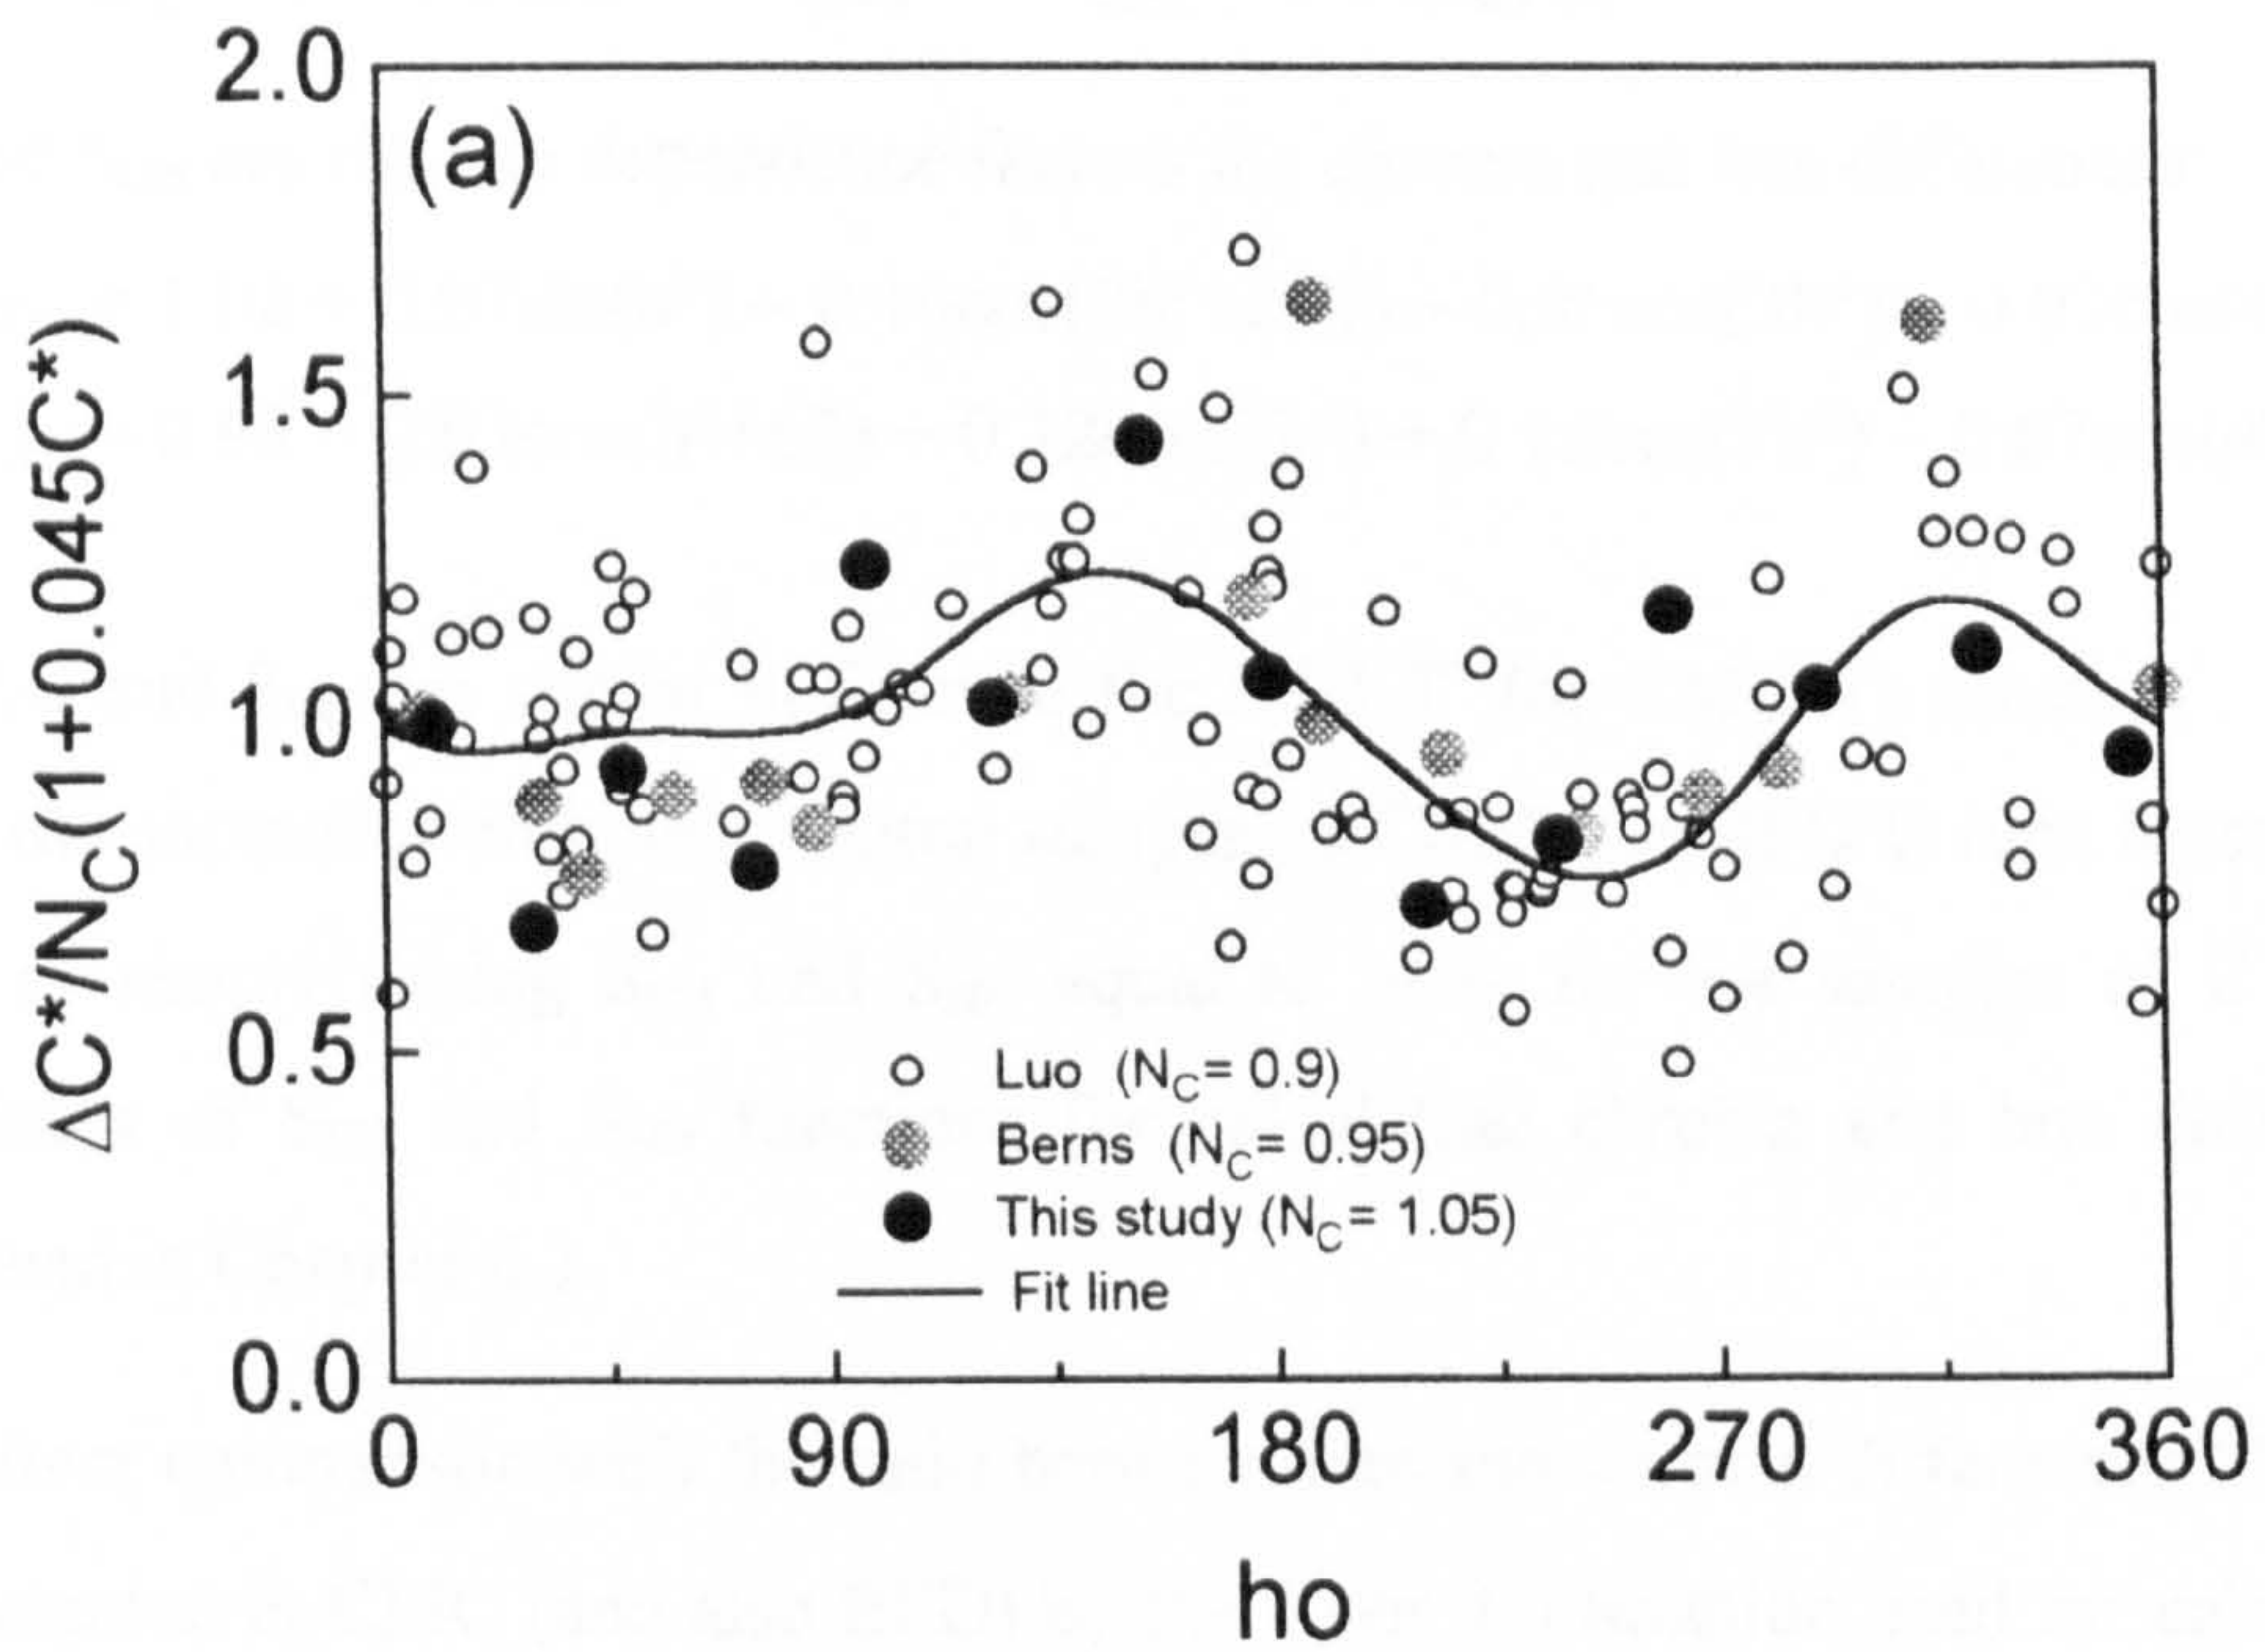 2.0
(a)
1.5
1.0
0.5
0.0
ΔC*/N_C(1+0.045C*)
Luo (N_C= 0.9)
Berns (N_C= 0.95)
This study (N_C= 1.05)
Fit line
0 90 180 270 360
ho